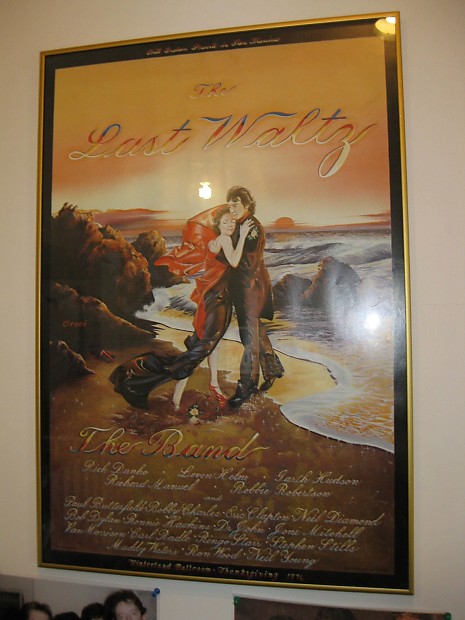 Bill Graham Presents in San Francisco
The
Last Waltz
The Band
Rick Danko · Levon Helm Garth Hudson
Richard Manuel · Robbie Robertson
and
Paul Butterfield · Bobby Charles · Eric Clapton · Neil Diamond
Bob Dylan · Ronnie Hawkins · Dr. John · Joni Mitchell
Van Morrison · Carl Radle · Ringo Starr · Stephen Stills
Muddy Waters · Ron Wood · Neil Young
Winterland Ballroom · Thanksgiving 1976